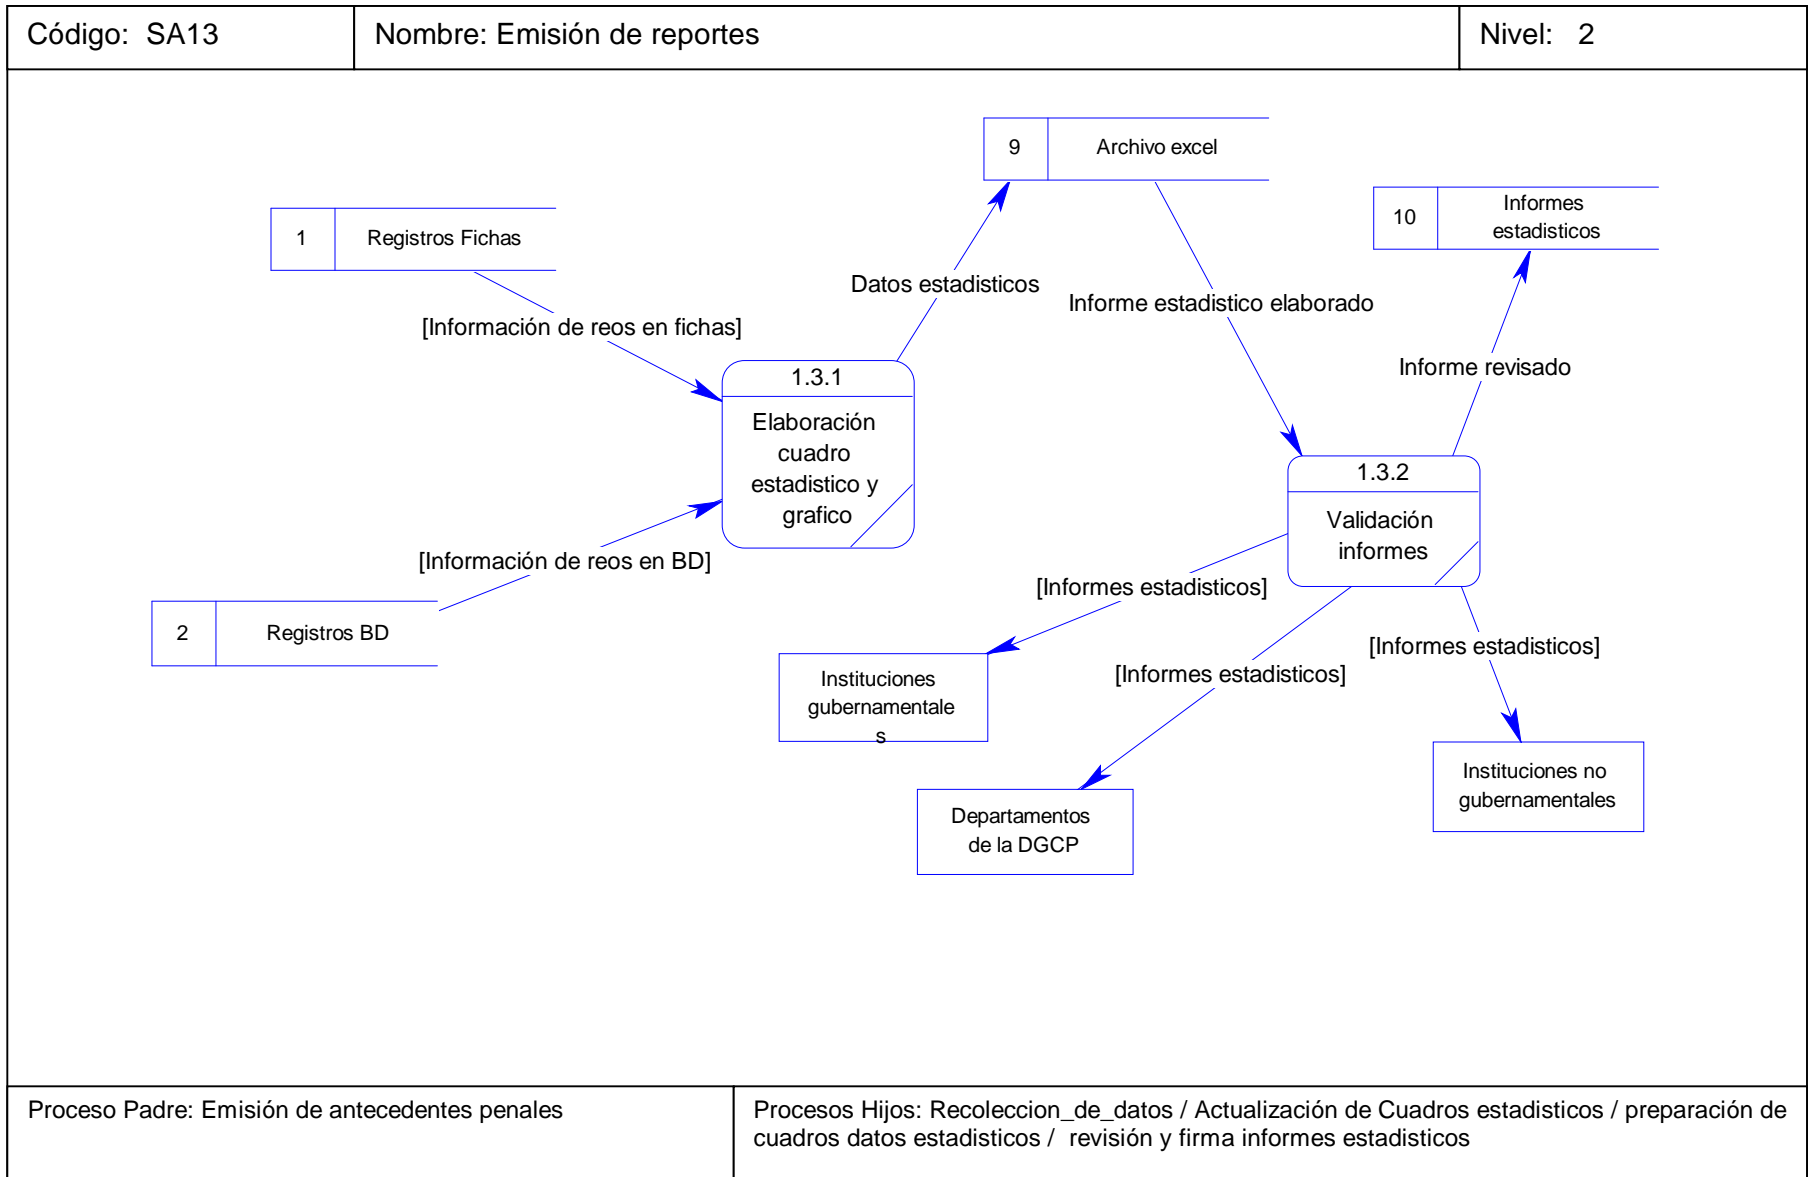 Código: SA13
Nombre: Emisión de reportes
Nivel: 2
9
Archivo excel
10
Informes
estadisticos
1
Registros Fichas
Datos estadisticos
Informe estadistico elaborado
[Información de reos en fichas]
Informe revisado
1.3.1
Elaboración
cuadro
estadistico y
grafico
1.3.2
Validación
informes
[Información de reos en BD]
[Informes estadisticos]
2
Registros BD
[Informes estadisticos]
[Informes estadisticos]
Instituciones
gubernamentale
s
Instituciones no
gubernamentales
Departamentos
de la DGCP
Proceso Padre: Emisión de antecedentes penales
Procesos Hijos: Recoleccion_de_datos / Actualización de Cuadros estadisticos / preparación de
cuadros datos estadisticos / revisión y firma informes estadisticos